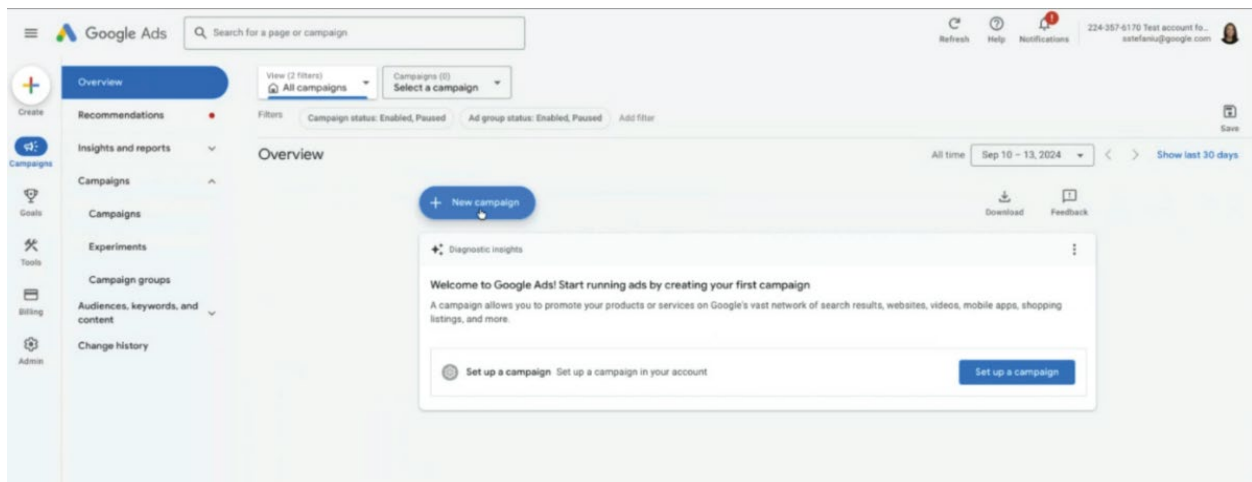 Google Ads
Search for a page or campaign
Refresh
Help
Notifications
224-357-6170 Test account fo...
sstefaniu@google.com
Create
Campaigns
Goals
Tools
Billing
Admin
Overview
Recommendations
Insights and reports
Campaigns
Campaigns
Experiments
Campaign groups
Audiences, keywords, and
content
Change history
View (2 filters)
All campaigns
Campaigns (0)
Select a campaign
Filters
Campaign status: Enabled, Paused
Ad group status: Enabled, Paused
Add filter
Save
Overview
All time
Sep 10 – 13, 2024
Show last 30 days
+ New campaign
Download
Feedback
Diagnostic insights
Welcome to Google Ads! Start running ads by creating your first campaign
A campaign allows you to promote your products or services on Google's vast network of search results, websites, videos, mobile apps, shopping
listings, and more.
Set up a campaign Set up a campaign in your account
Set up a campaign